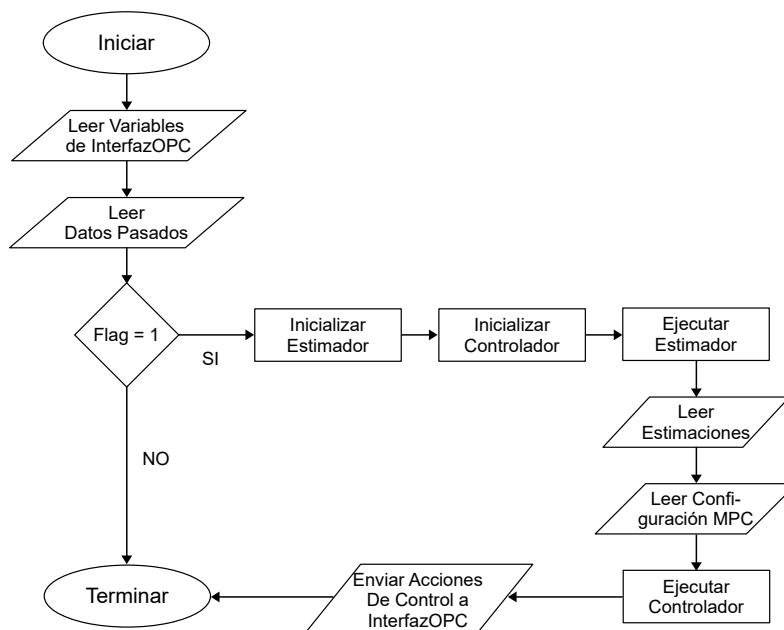 Iniciar
Leer Variables
de InterfazOPC
Leer
Datos Pasados
Flag = 1
SI
Inicializar
Estimador
Inicializar
Controlador
Ejecutar
Estimador
Leer
Estimaciones
NO
Leer Confi-
guración MPC
Ejecutar
Controlador
Enviar Acciones
De Control a
InterfazOPC
Terminar